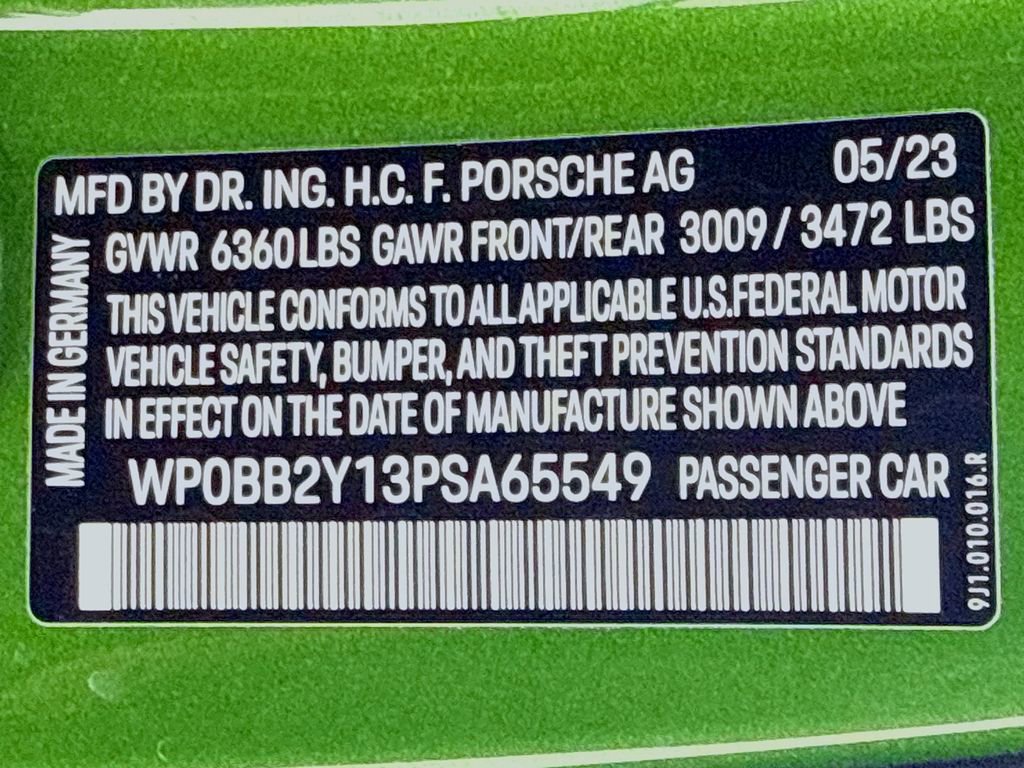 MFD BY DR. ING. H.C. F. PORSCHE AG 05/23
GVWR 6360 LBS GAWR FRONT/REAR 3009 / 3472 LBS
THIS VEHICLE CONFORMS TO ALL APPLICABLE U.S.FEDERAL MOTOR
VEHICLE SAFETY, BUMPER, AND THEFT PREVENTION STANDARDS
IN EFFECT ON THE DATE OF MANUFACTURE SHOWN ABOVE
WP0BB2Y13PSA65549 PASSENGER CAR
MADE IN GERMANY
9J1.010.016.R